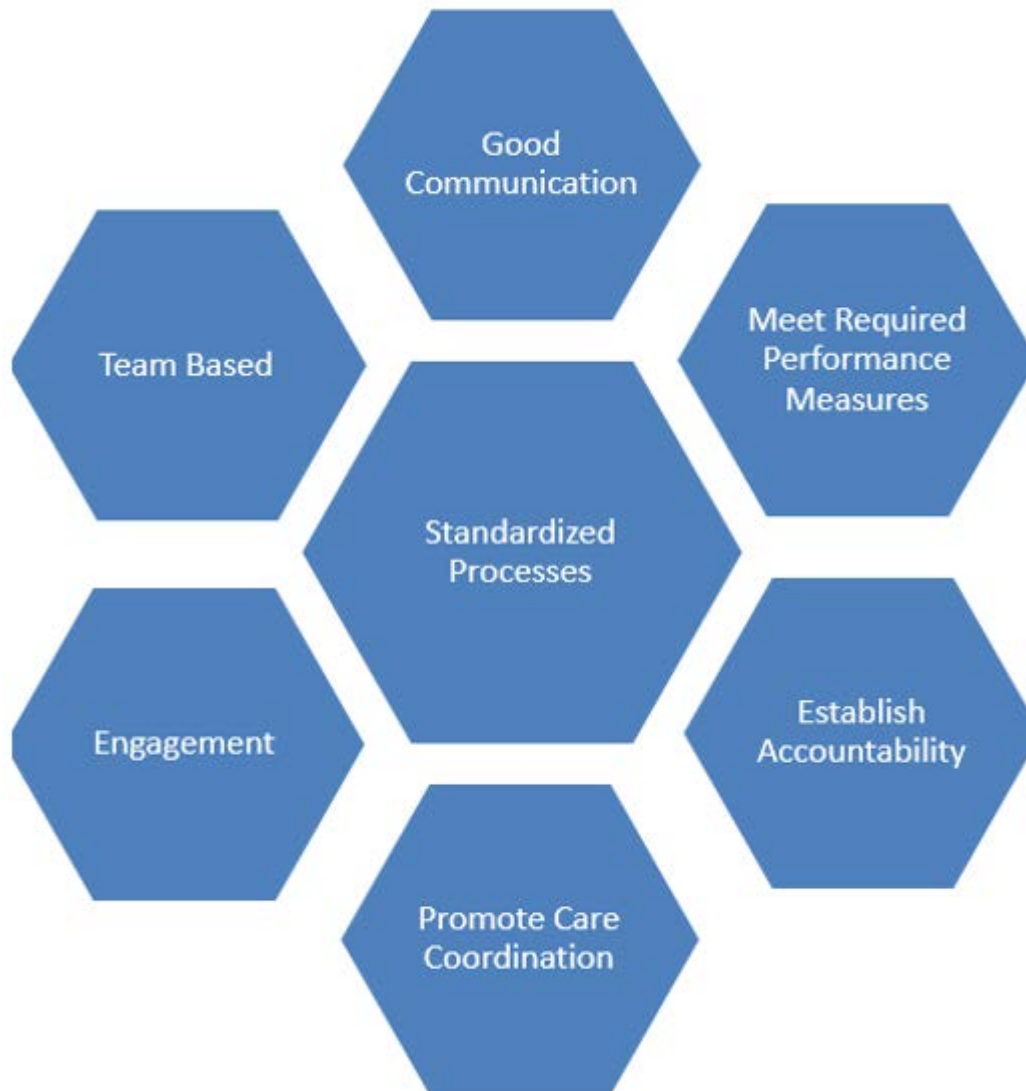 Good
Communication
Meet Required
Performance
Measures
Team Based
Standardized
Processes
Establish
Accountability
Engagement
Promote Care
Coordination